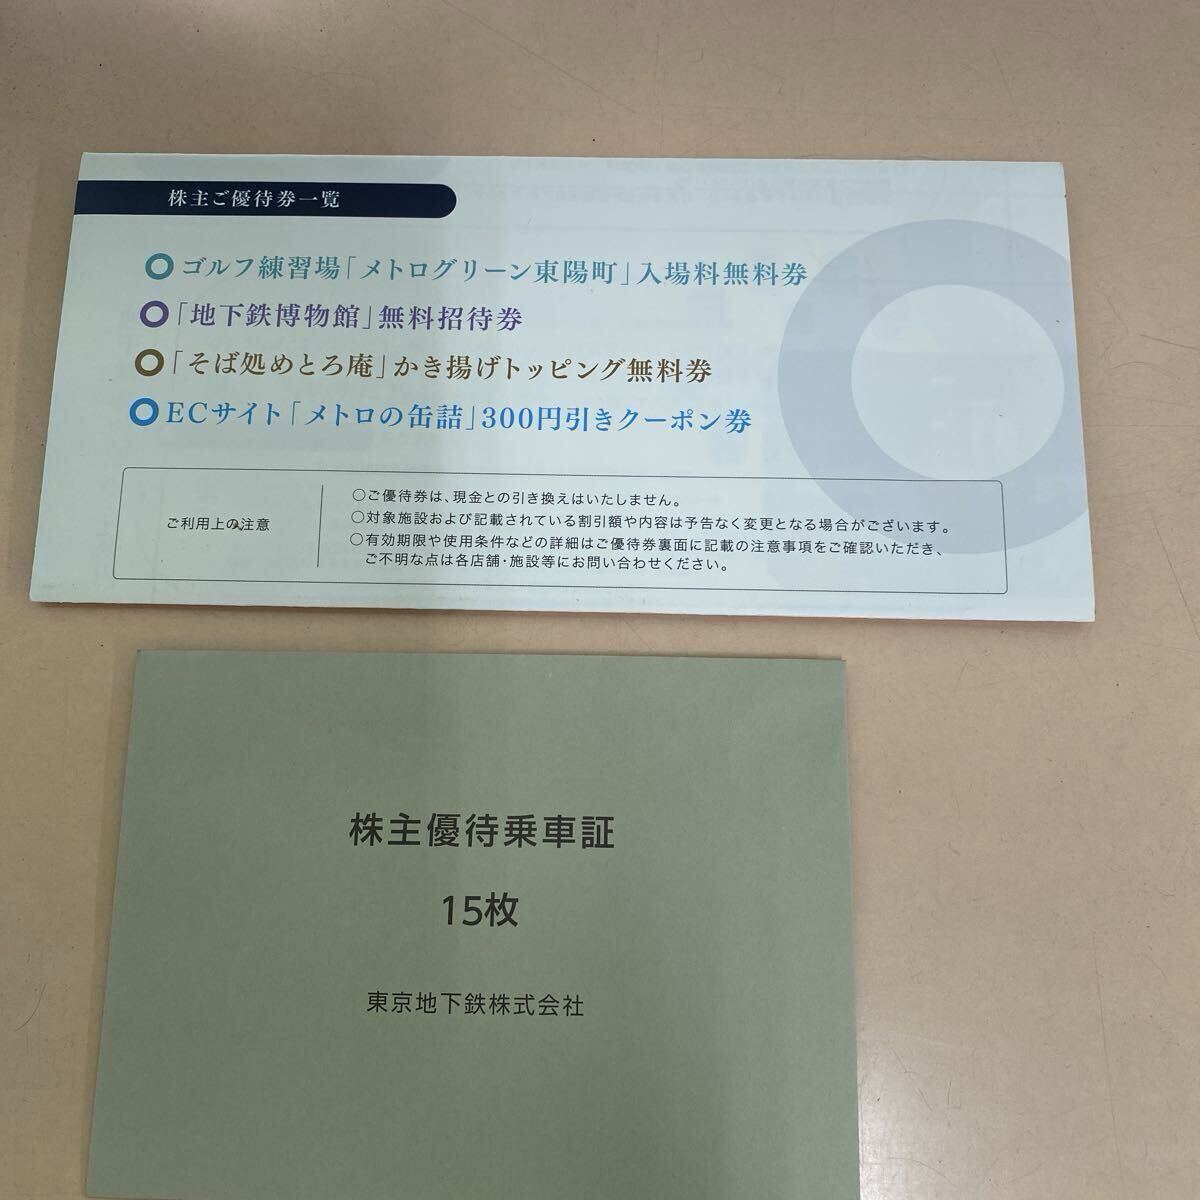 株主ご優待券一覧
ゴルフ練習場「メトログリーン東陽町」入場料無料券
「地下鉄博物館」無料招待券
「そば処めとろ庵」かき揚げトッピング無料券
ECサイト「メトロの缶詰」300円引きクーポン券
ご利用上の注意
○ご優待券は、現金との引き換えはいたしません。
○対象施設および記載されている割引額や内容は予告なく変更となる場合がございます。
○有効期限や使用条件などの詳細はご優待券裏面に記載の注意事項をご確認いただき、
ご不明な点は各店舗・施設等にお問い合わせください。
株主優待乗車証
15枚
東京地下鉄株式会社